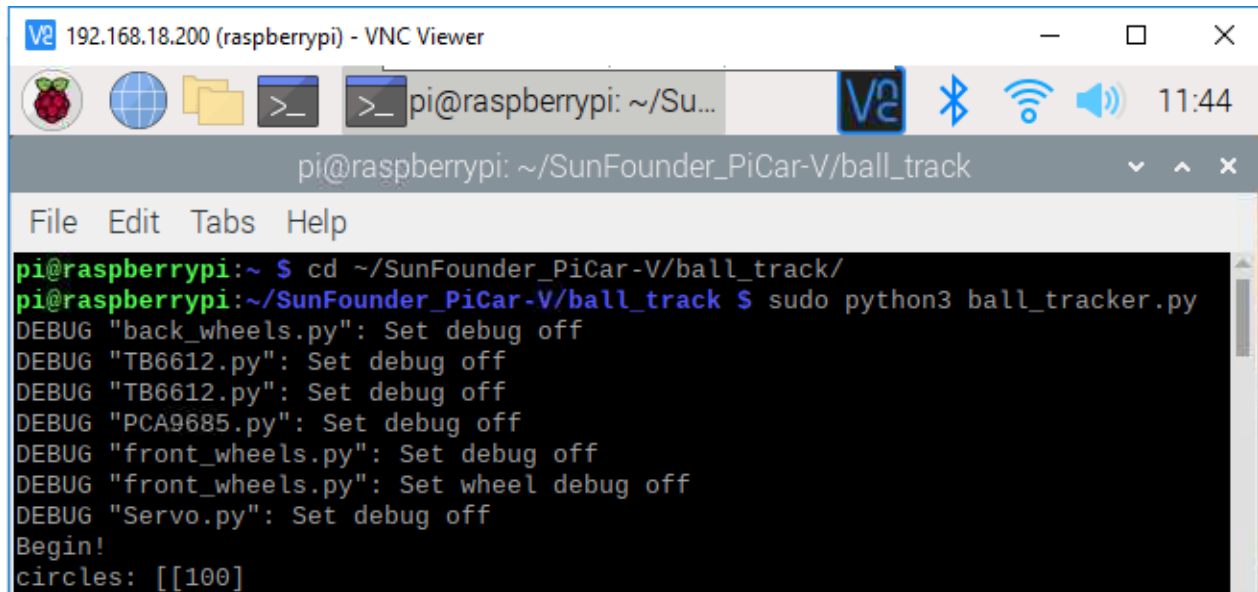 V2 192.168.18.200 (raspberrypi) - VNC Viewer
>_ >_ pi@raspberrypi: ~/Su... V2 11:44
pi@raspberrypi: ~/SunFounder_PiCar-V/ball_track
File Edit Tabs Help
pi@raspberrypi:~ $ cd ~/SunFounder_PiCar-V/ball_track/
pi@raspberrypi:~/SunFounder_PiCar-V/ball_track $ sudo python3 ball_tracker.py
DEBUG "back_wheels.py": Set debug off
DEBUG "TB6612.py": Set debug off
DEBUG "TB6612.py": Set debug off
DEBUG "PCA9685.py": Set debug off
DEBUG "front_wheels.py": Set debug off
DEBUG "front_wheels.py": Set wheel debug off
DEBUG "Servo.py": Set debug off
Begin!
circles: [[100]